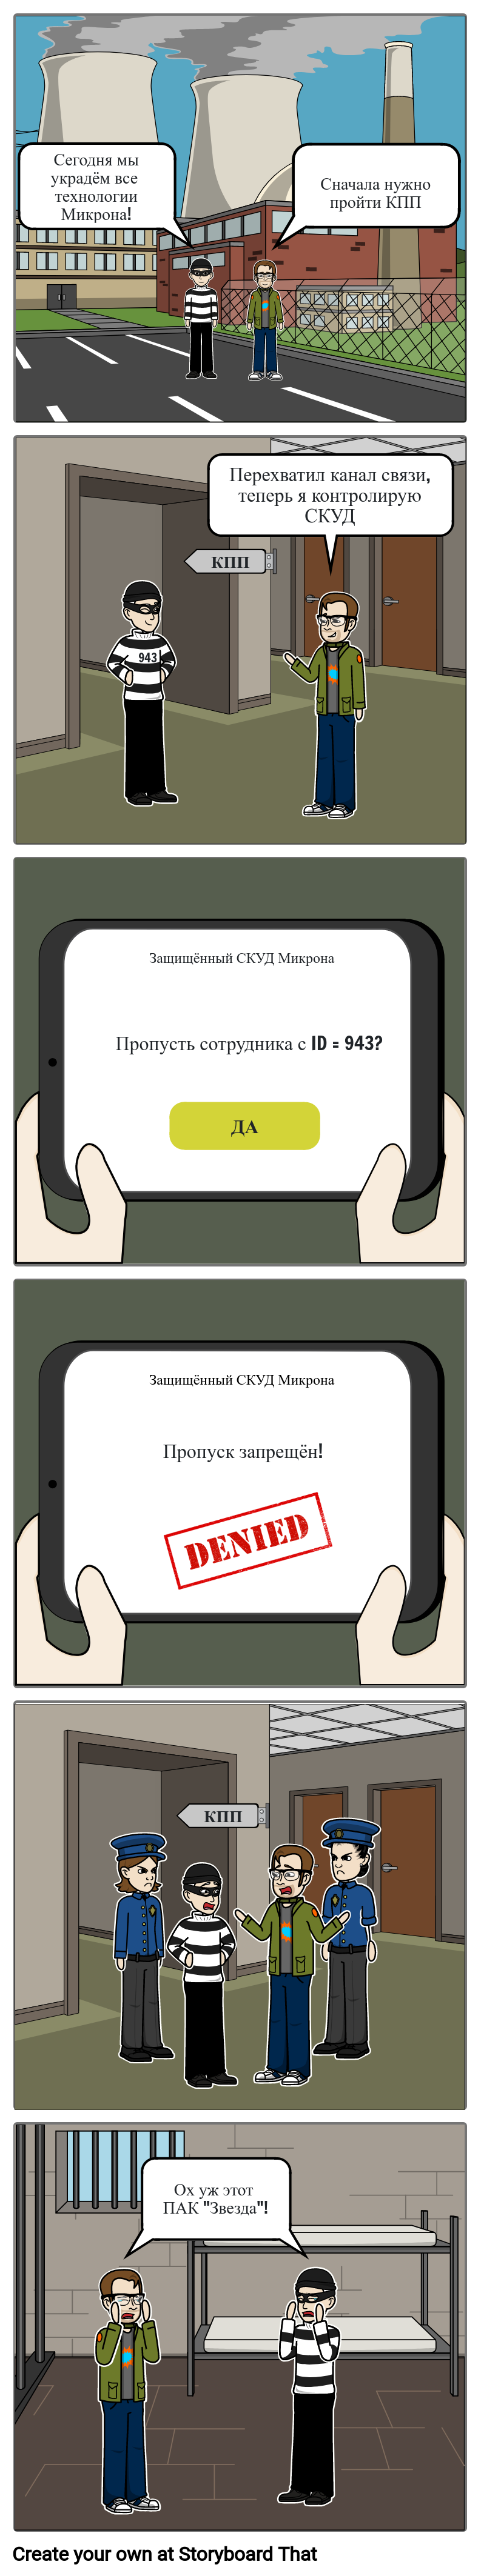 Сегодня мы
украдём все
технологии
Микрона!
Сначала нужно
пройти КПП
Перехватил канал связи,
теперь я контролирую
СКУД
КПП
943
Защищённый СКУД Микрона
Пропусть сотрудника с ID = 943?
ДА
Защищённый СКУД Микрона
Пропуск запрещён!
DENIED
КПП
Ох уж этот
ПАК "Звезда"!
Create your own at Storyboard That